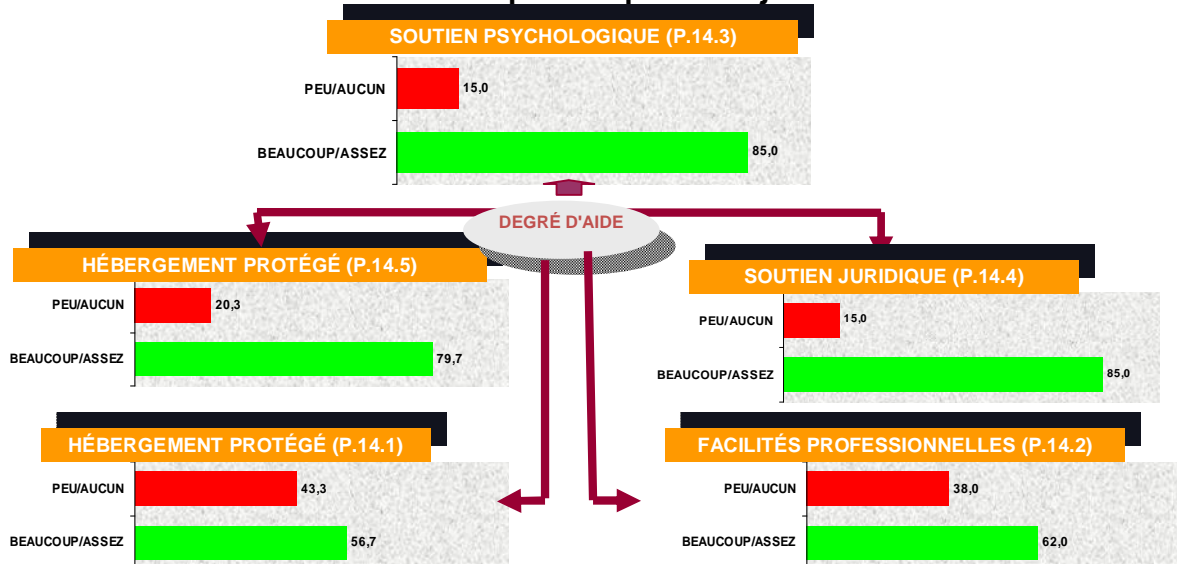 SOUTIEN PSYCHOLOGIQUE (P.14.3)
PEU/AUCUN
15,0
BEAUCOUP/ASSEZ
85,0
DEGRÉ D'AIDE
HÉBERGEMENT PROTÉGÉ (P.14.5)
PEU/AUCUN
20,3
BEAUCOUP/ASSEZ
79,7
SOUTIEN JURIDIQUE (P.14.4)
PEU/AUCUN
15,0
BEAUCOUP/ASSEZ
85,0
HÉBERGEMENT PROTÉGÉ (P.14.1)
PEU/AUCUN
43,3
BEAUCOUP/ASSEZ
56,7
FACILITÉS PROFESSIONNELLES (P.14.2)
PEU/AUCUN
38,0
BEAUCOUP/ASSEZ
62,0